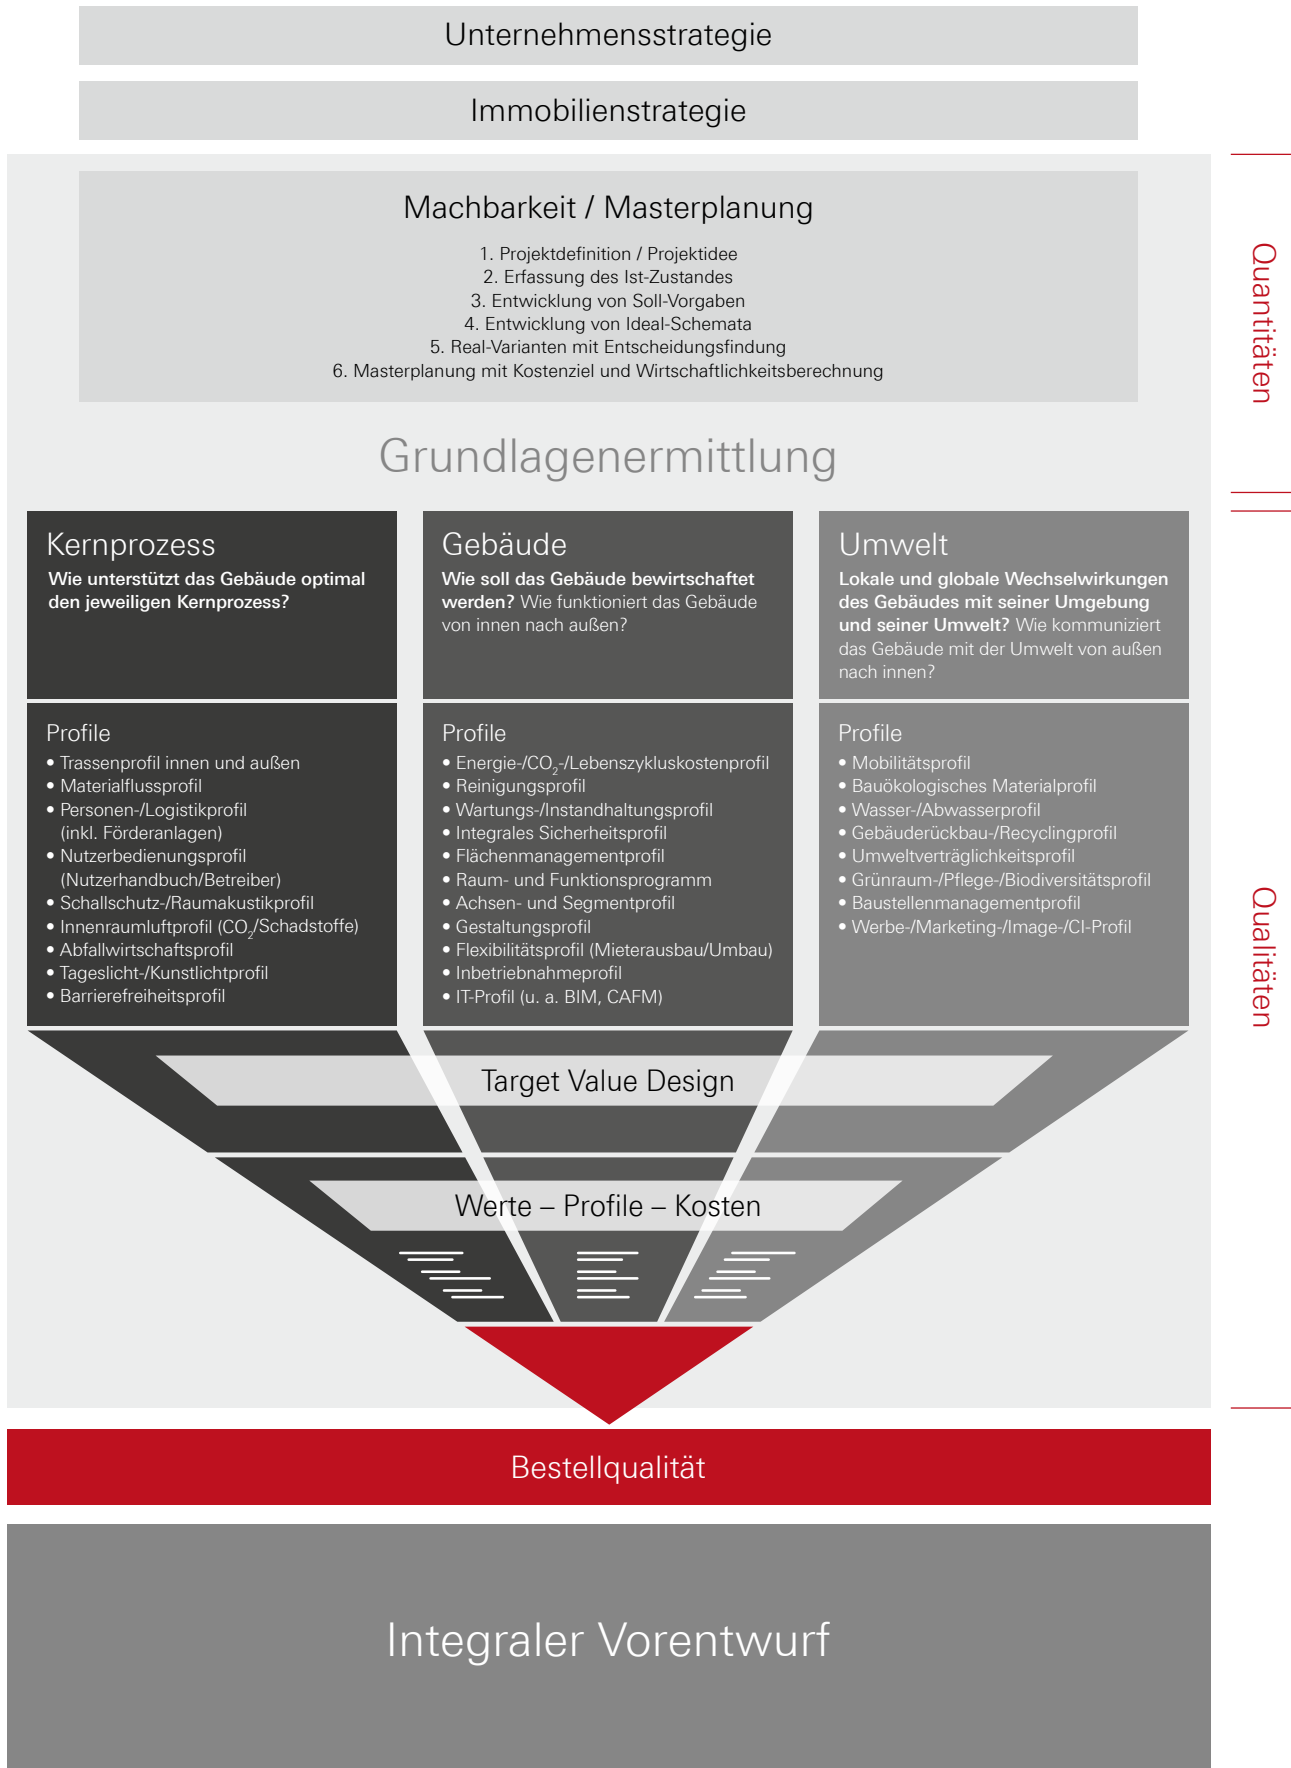 Unternehmensstrategie
Immobilienstrategie
Machbarkeit / Masterplanung
1. Projektdefinition / Projektidee
2. Erfassung des Ist-Zustandes
3. Entwicklung von Soll-Vorgaben
4. Entwicklung von Ideal-Schemata
5. Real-Varianten mit Entscheidungsfindung
6. Masterplanung mit Kostenziel und Wirtschaftlichkeitsberechnung
Quantitäten
Grundlagenermittlung
Kernprozess
Wie unterstützt das Gebäude optimal
den jeweiligen Kernprozess?
Profile
• Trassenprofil innen und außen
• Materialflussprofil
• Personen-/Logistikprofil
(inkl. Förderanlagen)
• Nutzerbedienungsprofil
(Nutzerhandbuch/Betreiber)
• Schallschutz-/Raumakustikprofil
• Innenraumluftprofil (CO₂/Schadstoffe)
• Abfallwirtschaftsprofil
• Tageslicht-/Kunstlichtprofil
• Barrierefreiheitsprofil
Gebäude
Wie soll das Gebäude bewirtschaftet
werden? Wie funktioniert das Gebäude
von innen nach außen?
Profile
• Energie-/CO₂-/Lebenszykluskostenprofil
• Reinigungsprofil
• Wartungs-/Instandhaltungsprofil
• Integrales Sicherheitsprofil
• Flächenmanagementprofil
• Raum- und Funktionsprogramm
• Achsen- und Segmentprofil
• Gestaltungsprofil
• Flexibilitätsprofil (Mieterausbau/Umbau)
• Inbetriebnahmeprofil
• IT-Profil (u. a. BIM, CAFM)
Umwelt
Lokale und globale Wechselwirkungen
des Gebäudes mit seiner Umgebung
und seiner Umwelt? Wie kommuniziert
das Gebäude mit der Umwelt von außen
nach innen?
Profile
• Mobilitätsprofil
• Bauökologisches Materialprofil
• Wasser-/Abwasserprofil
• Gebäuderückbau-/Recyclingprofil
• Umweltverträglichkeitsprofil
• Grünraum-/Pflege-/Biodiversitätsprofil
• Baustellenmanagementprofil
• Werbe-/Marketing-/Image-/CI-Profil
Qualitäten
Target Value Design
Werte – Profile – Kosten
Bestellqualität
Integraler Vorentwurf